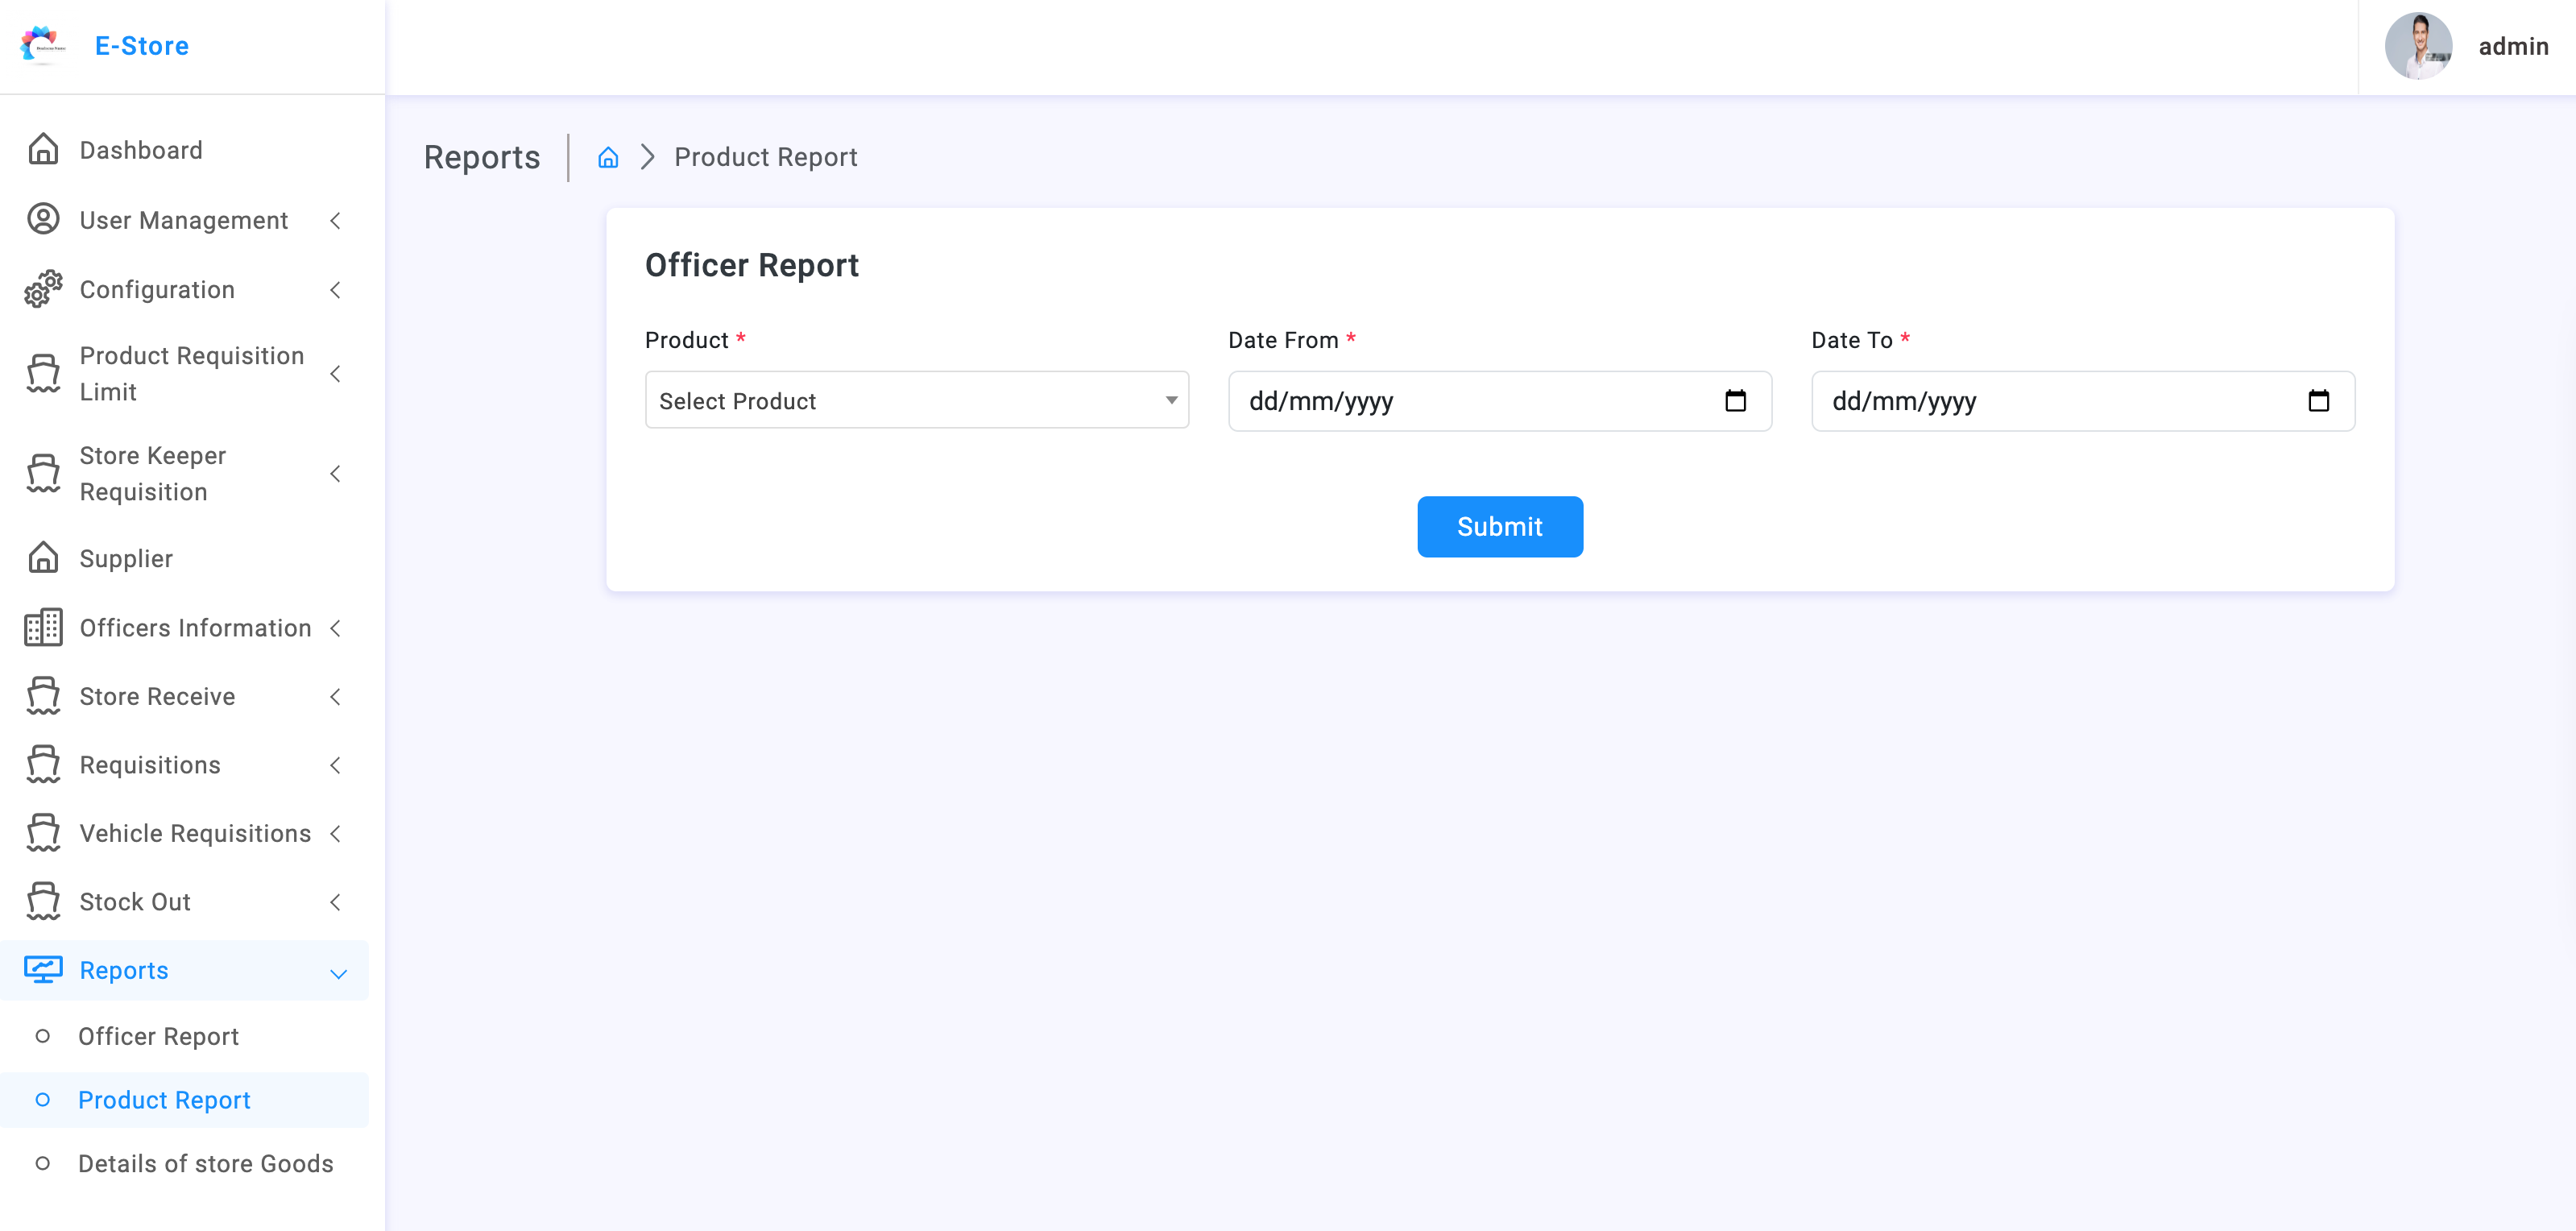 E-Store
admin
Dashboard
User Management
Configuration
Product Requisition
Limit
Store Keeper
Requisition
Supplier
Officers Information
Store Receive
Requisitions
Vehicle Requisitions
Stock Out
Reports
Officer Report
Product Report
Details of store Goods
Reports
Product Report
Officer Report
Product * Date From * Date To *
Select Product dd/mm/yyyy dd/mm/yyyy
Submit